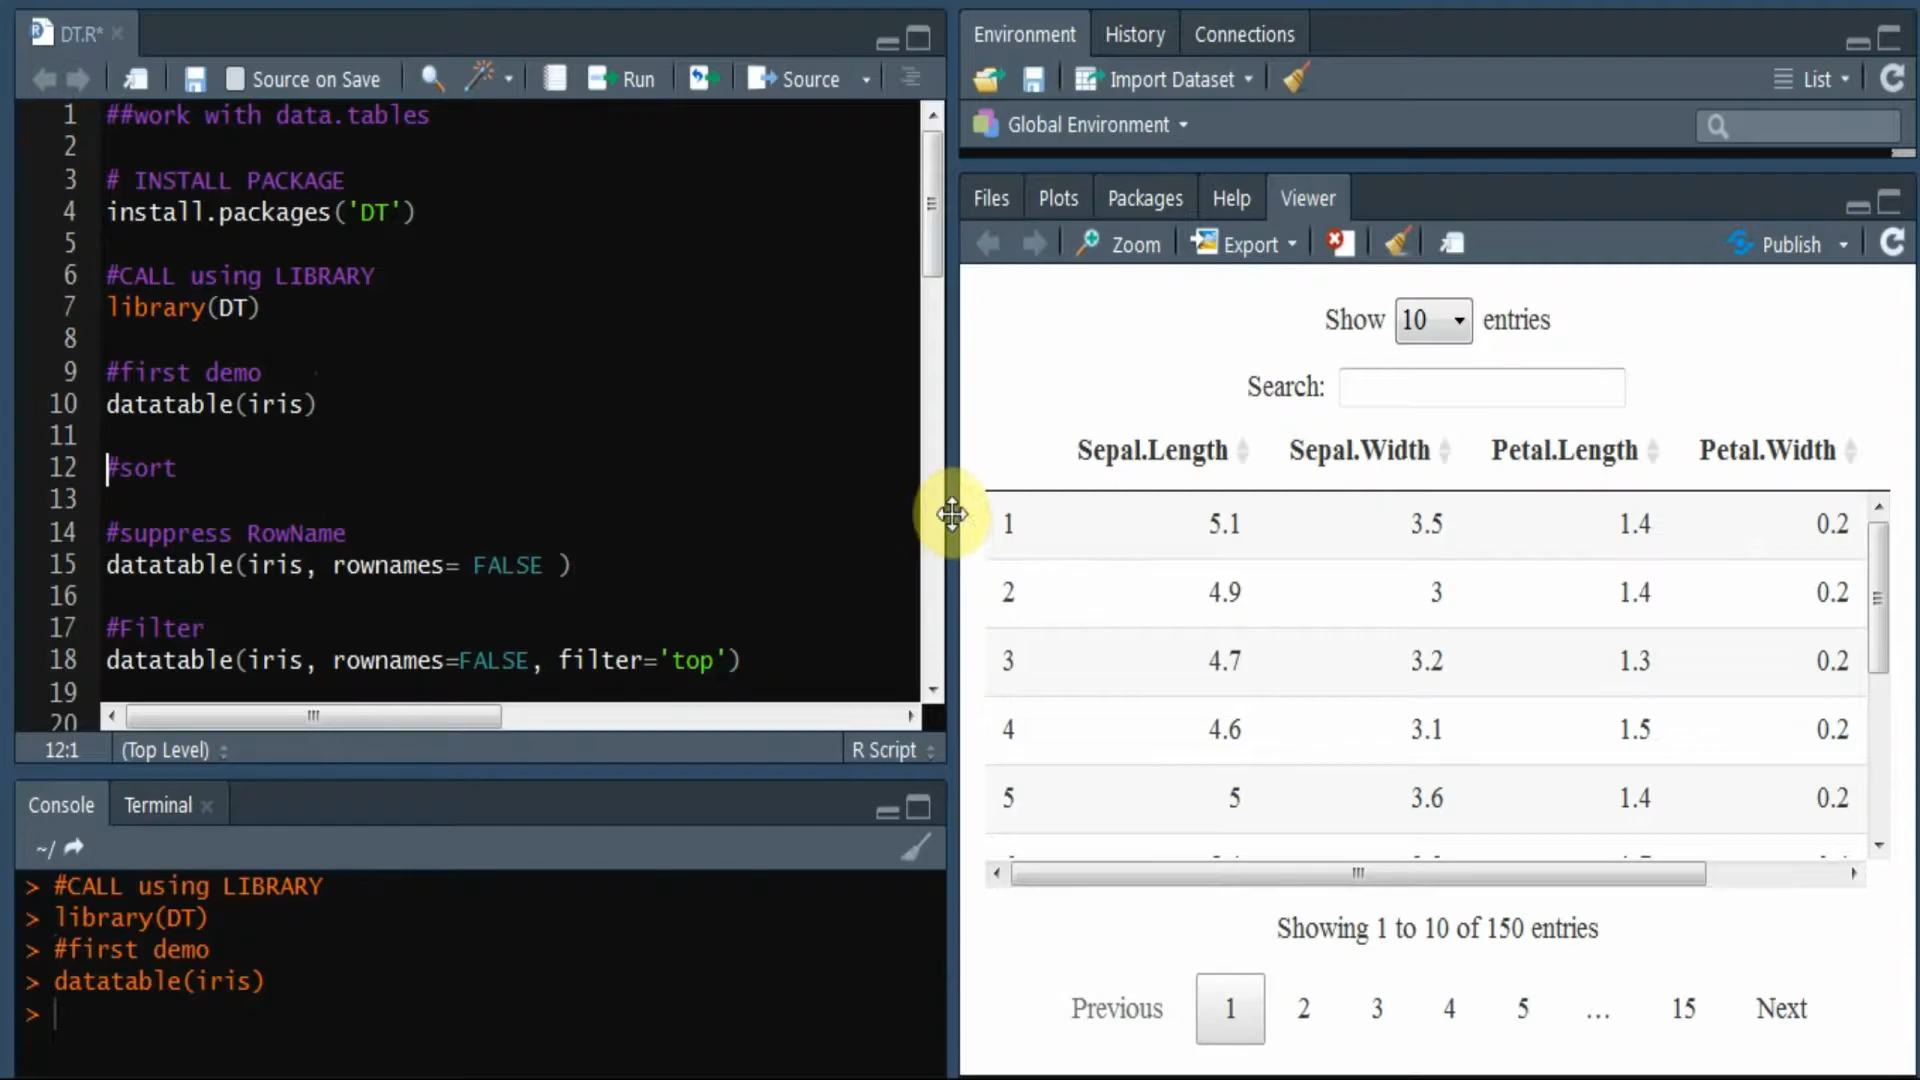 DT.R*
Source on Save Run Source
1 ##work with data.tables
2
3 # INSTALL PACKAGE
4 install.packages('DT')
5
6 #CALL using LIBRARY
7 library(DT)
8
9 #first demo
10 datatable(iris)
11
12 #sort
13
14 #suppress RowName
15 datatable(iris, rownames= FALSE )
16
17 #Filter
18 datatable(iris, rownames=FALSE, filter='top')
19
20
12:1 (Top Level) R Script
Console Terminal
~/
> #CALL using LIBRARY
> library(DT)
> #first demo
> datatable(iris)
>
Environment History Connections
Import Dataset List
Global Environment
Files Plots Packages Help Viewer
Zoom Export Publish
Show 10 entries
Search:
Sepal.Length Sepal.Width Petal.Length Petal.Width
1 5.1 3.5 1.4 0.2
2 4.9 3 1.4 0.2
3 4.7 3.2 1.3 0.2
4 4.6 3.1 1.5 0.2
5 5 3.6 1.4 0.2
Showing 1 to 10 of 150 entries
Previous 1 2 3 4 5 … 15 Next